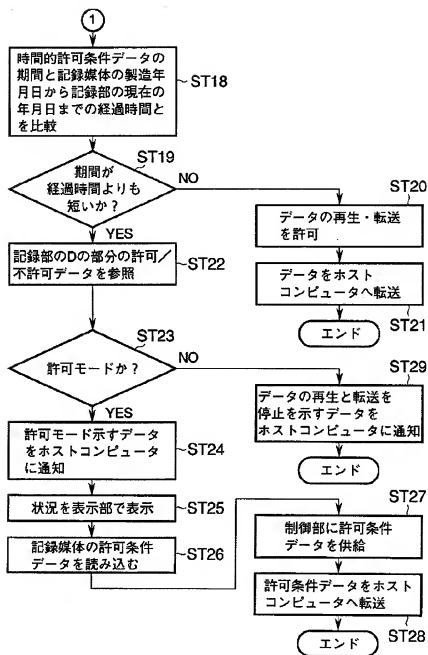 1
時間的許可条件データの
期間と記録媒体の製造年
月日から記録部の現在の
年月日までの経過時間と
を比較
ST18
ST19
期間が
経過時間よりも
短いか?
NO
YES
ST20
データの再生・転送
を許可
データをホスト
コンピュータへ転送
ST21
エンド
記録部のDの部分の許可/
不許可データを参照
ST22
ST23
許可モードか?
NO
YES
ST29
データの再生と転送を
停止を示すデータを
ホストコンピュータに通知
エンド
許可モード示すデータ
をホストコンピュータ
に通知
ST24
状況を表示部で表示
ST25
記録媒体の許可条件
データを読み込む
ST26
ST27
制御部に許可条件
データを供給
許可条件データをホスト
コンピュータへ転送
ST28
エンド